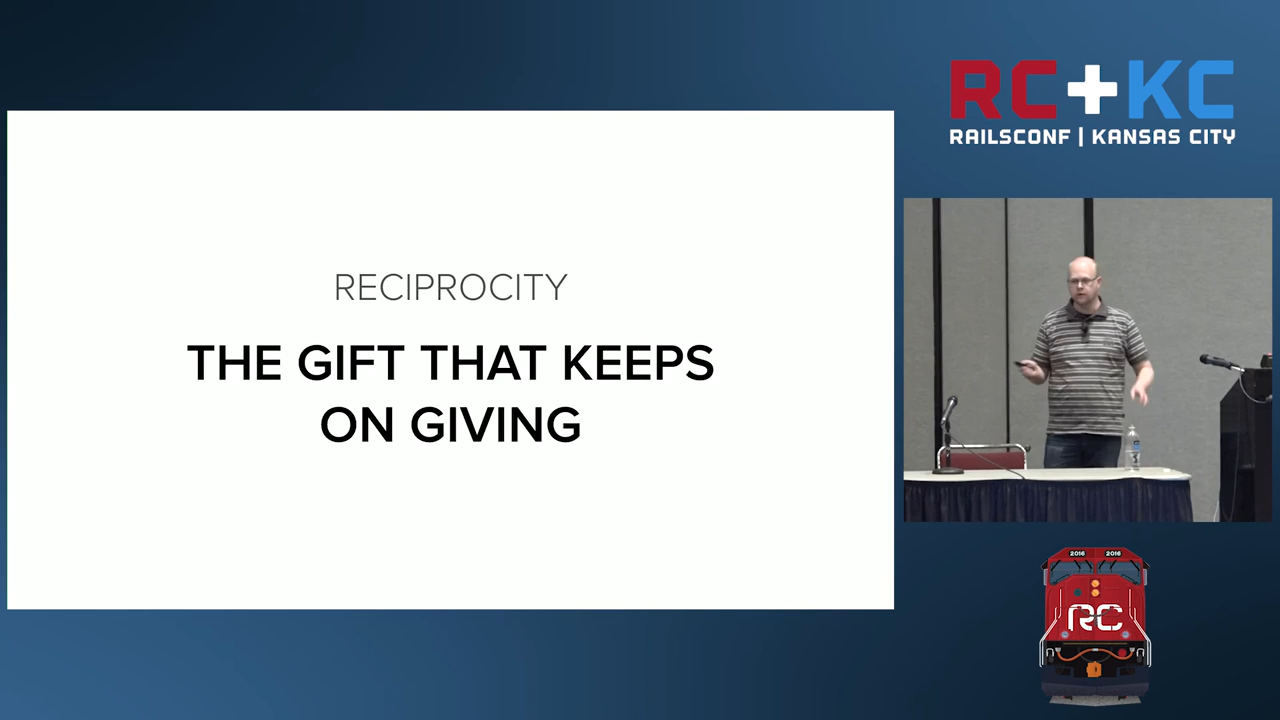 RC+KC
RAILSCONF | KANSAS CITY
RECIPROCITY
THE GIFT THAT KEEPS
ON GIVING
2016 2016
RC